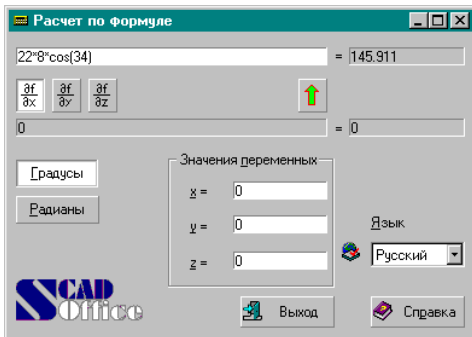 Расчет по формуле
22*8*cos(34) = 145.911
∂f/∂x ∂f/∂y ∂f/∂z
0 = 0
Градусы
Радианы
Значения переменных
x = 0
y = 0
z = 0
Язык
Русский
SCAD Office
Выход
Справка